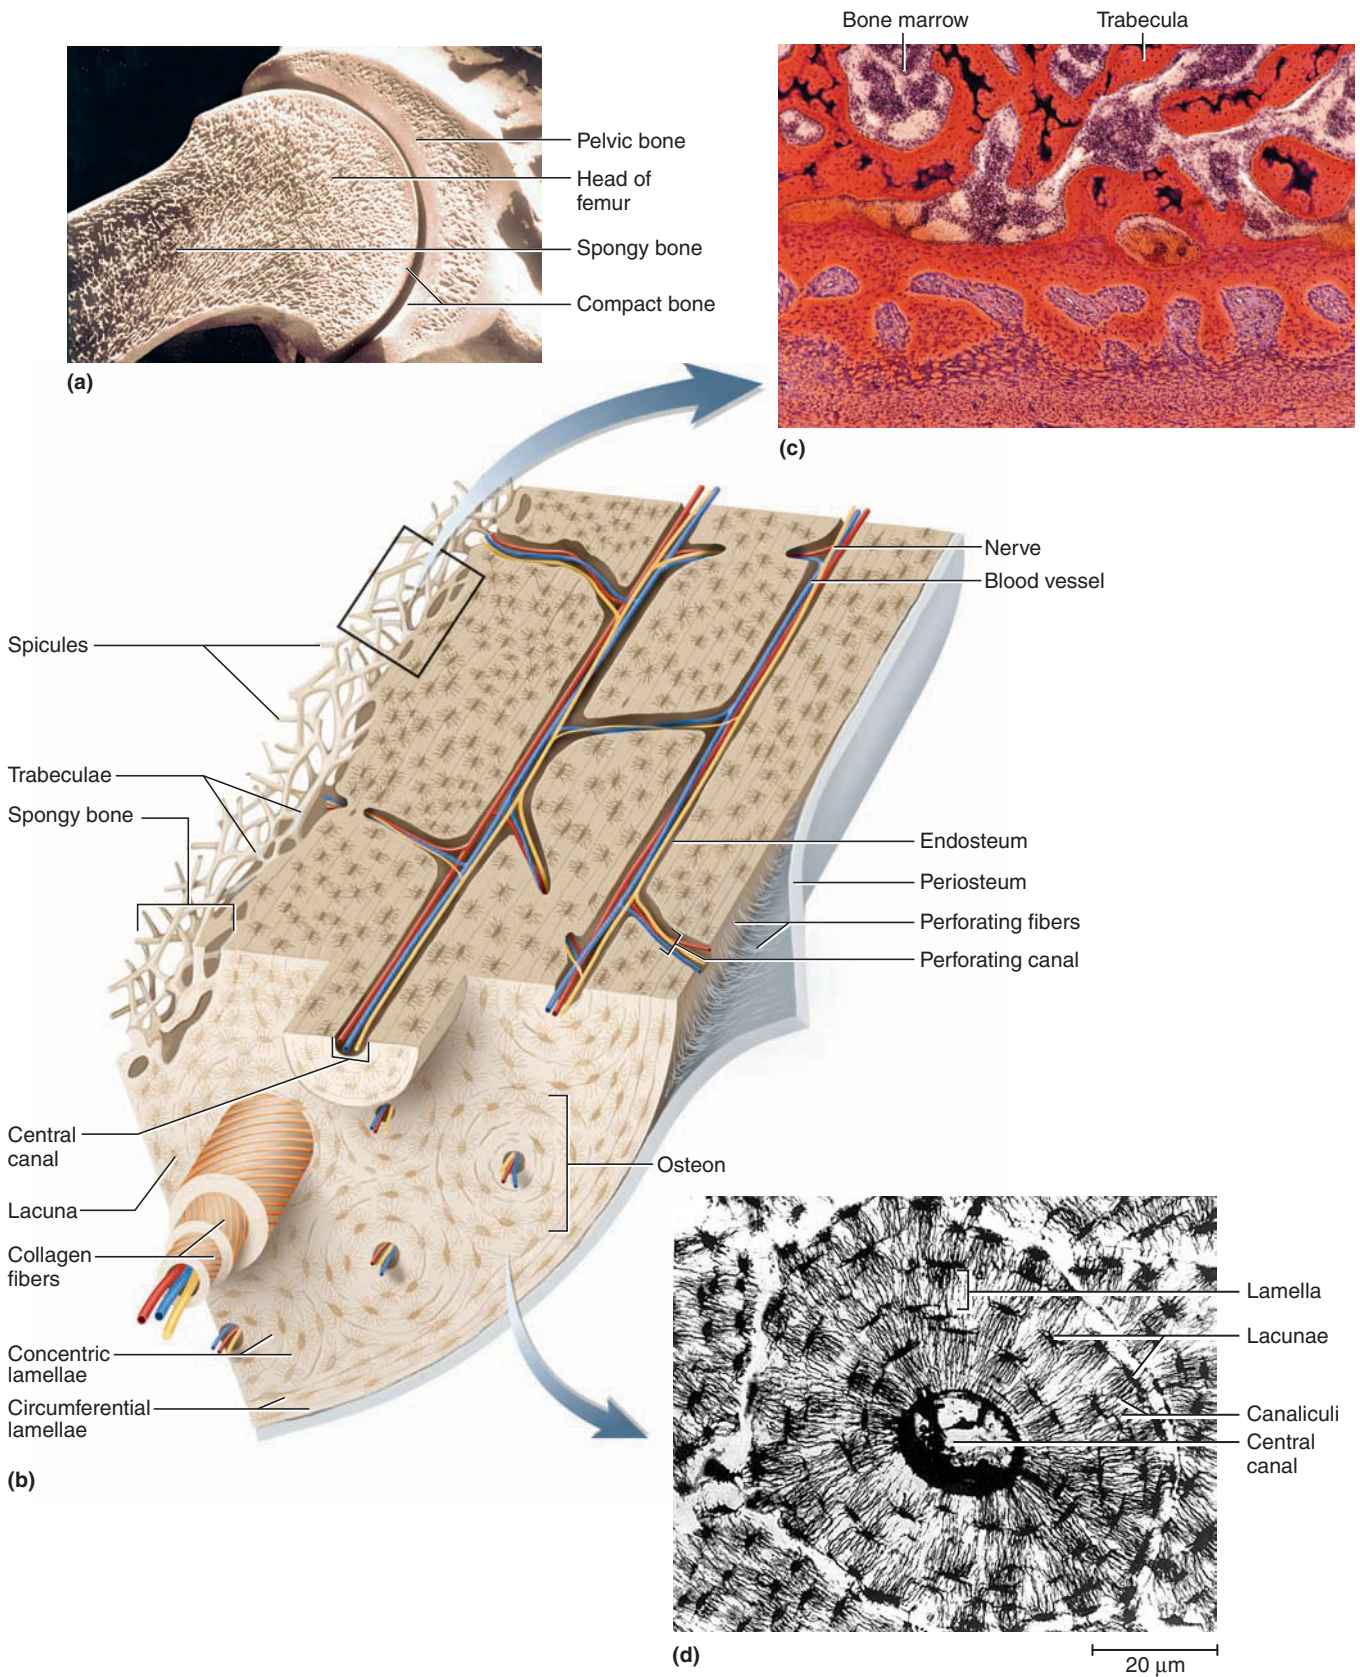 Bone marrow
Trabecula
Pelvic bone
Head of
femur
Spongy bone
Compact bone
(a)
(c)
Nerve
Blood vessel
Spicules
Trabeculae
Spongy bone
Endosteum
Periosteum
Perforating fibers
Perforating canal
Central
canal
Lacuna
Collagen
fibers
Concentric
lamellae
Circumferential
lamellae
Osteon
(b)
Lamella
Lacunae
Canaliculi
Central
canal
(d)
20 μm